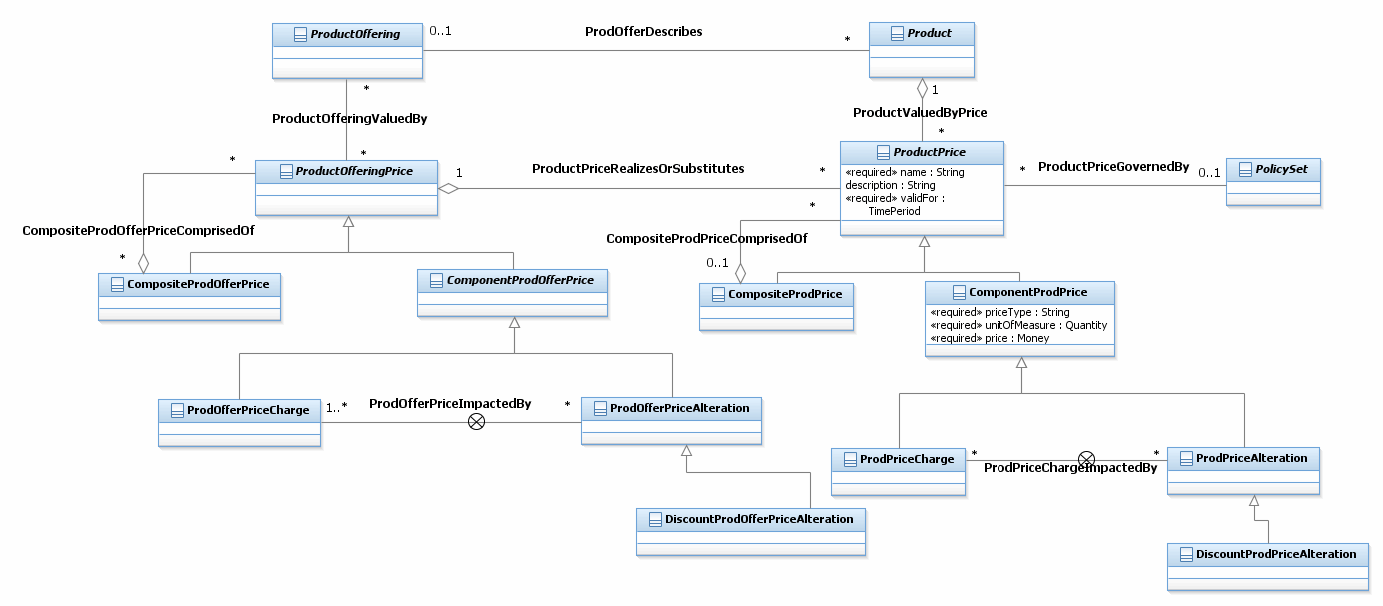 ProductOffering
0..1
ProdOfferDescribes
*
Product
*
1
ProductOfferingValuedBy
ProductValuedByPrice
*
*
*
ProductOfferingPrice
1
ProductPriceRealizesOrSubstitutes
*
ProductPrice
«required» name : String
description : String
«required» validFor :
TimePeriod
*
ProductPriceGovernedBy
0..1
PolicySet
*
CompositeProdOfferPriceComprisedOf
*
CompositeProdPriceComprisedOf
0..1
CompositeProdOfferPrice
ComponentProdOfferPrice
CompositeProdPrice
ComponentProdPrice
«required» priceType : String
«required» unitOfMeasure : Quantity
«required» price : Money
ProdOfferPriceCharge
1..*
ProdOfferPriceImpactedBy
*
ProdOfferPriceAlteration
ProdPriceCharge
*
ProdPriceChargeImpactedBy
*
ProdPriceAlteration
DiscountProdOfferPriceAlteration
DiscountProdPriceAlteration